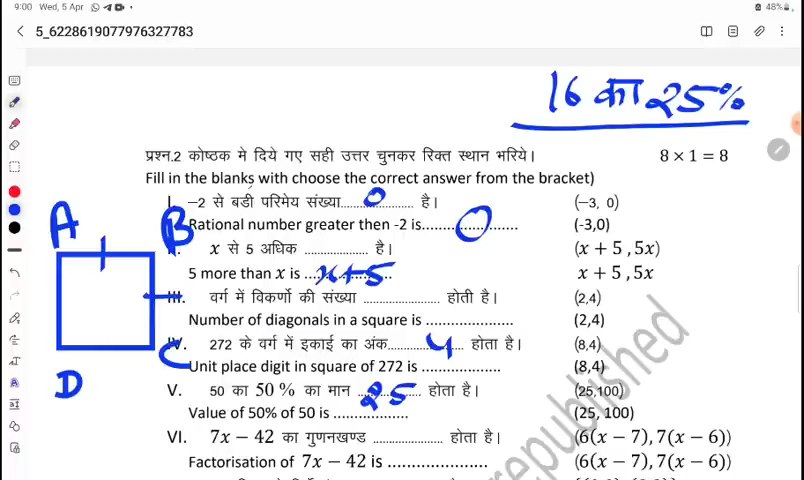 9:00 Wed, 5 Apr
48%
5_6228619077976327783
16 का 25%
प्रश्न.2 कोष्ठक मे दिये गए सही उत्तर चुनकर रिक्त स्थान भरिये। 8 × 1 = 8
Fill in the blanks with choose the correct answer from the bracket)
I. −2 से बडी परिमेय संख्या.........0............. है। (−3, 0)
Rational number greater then -2 is........0............... (-3,0)
x से 5 अधिक .................... है। (x + 5 , 5x)
5 more than x is ....x+5.... x + 5 , 5x
III. वर्ग में विकर्णो की संख्या ........................ होती है। (2,4)
Number of diagonals in a square is ...................... (2,4)
IV. 272 के वर्ग में इकाई का अंक...........4........... होता है। (8,4)
Unit place digit in square of 272 is .................... (8,4)
V. 50 का 50 % का मान .....25..... होता है। (25,100)
Value of 50% of 50 is ................... (25, 100)
VI. 7x − 42 का गुणनखण्ड .................... होता है। (6(x − 7), 7(x − 6))
Factorisation of 7x − 42 is ...................... (6(x − 7), 7(x − 6))
A B
D C
republished